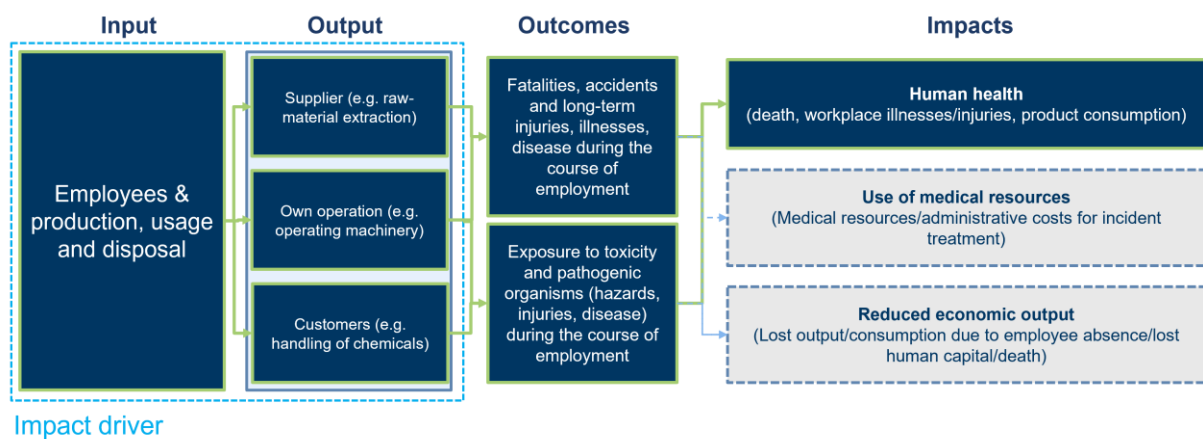 Input
Output
Outcomes
Impacts
Employees &
production, usage
and disposal
Supplier (e.g. raw-
material extraction)
Own operation (e.g.
operating machinery)
Customers (e.g.
handling of chemicals)
Fatalities, accidents
and long-term
injuries, illnesses,
disease during the
course of
employment
Exposure to toxicity
and pathogenic
organisms (hazards,
injuries, disease)
during the course of
employment
Human health
(death, workplace illnesses/injuries, product consumption)
Use of medical resources
(Medical resources/administrative costs for incident
treatment)
Reduced economic output
(Lost output/consumption due to employee absence/lost
human capital/death)
Impact driver